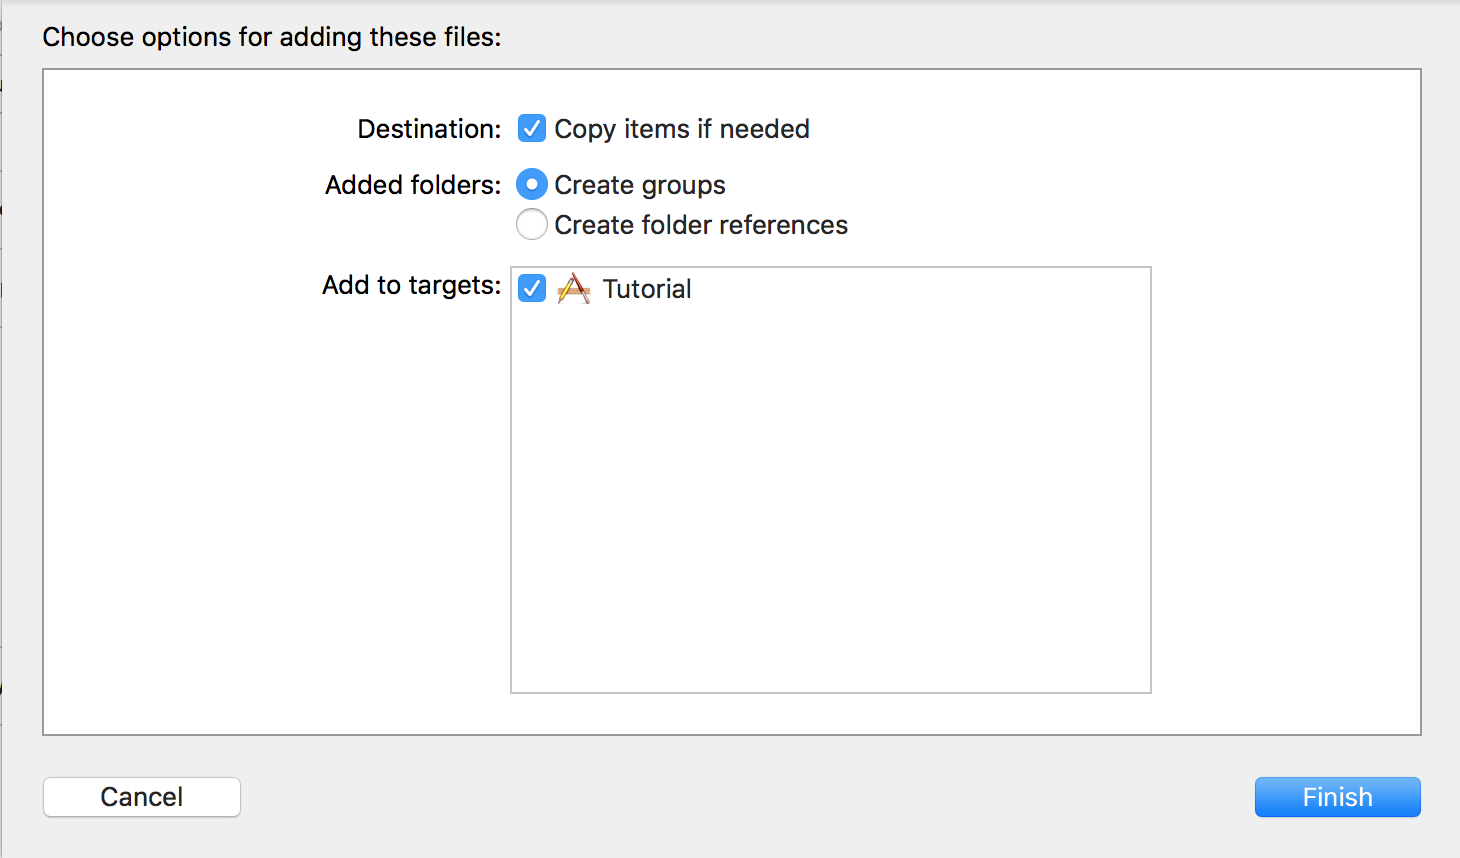 Choose options for adding these files:
Destination: Copy items if needed
Added folders: Create groups
Create folder references
Add to targets: Tutorial
Cancel
Finish